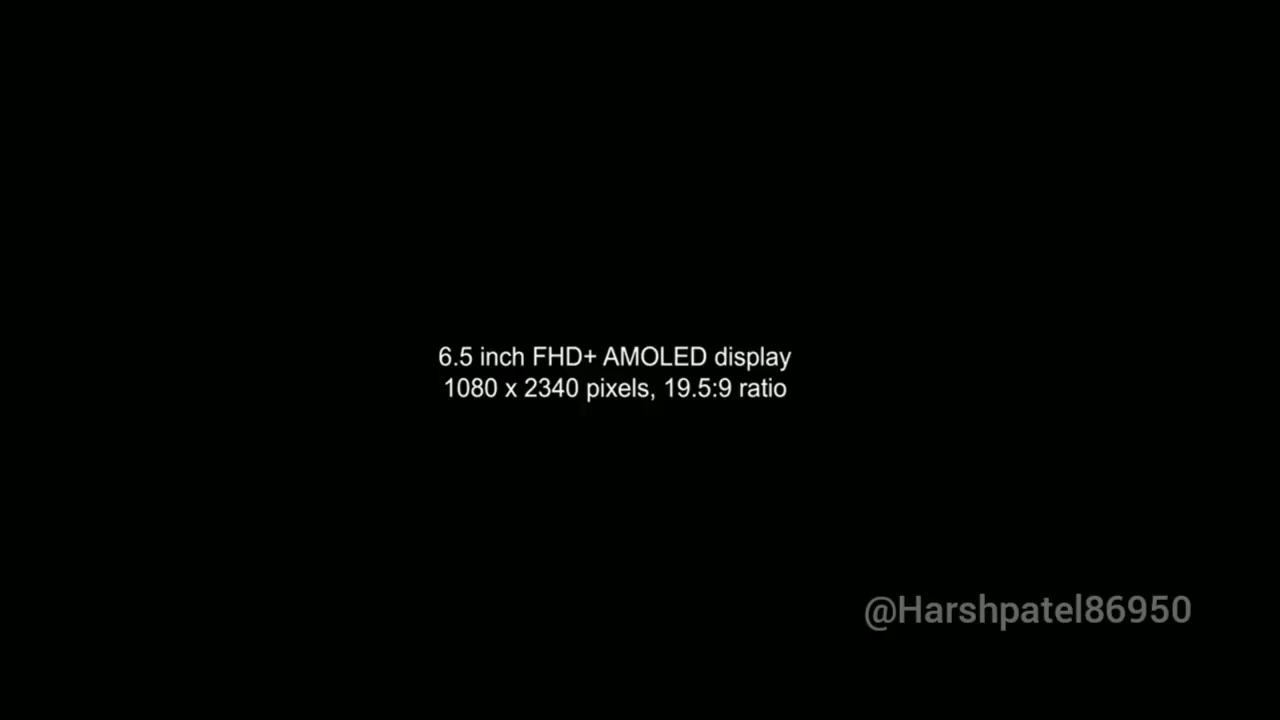 6.5 inch FHD+ AMOLED display
1080 x 2340 pixels, 19.5:9 ratio
@Harshpatel86950